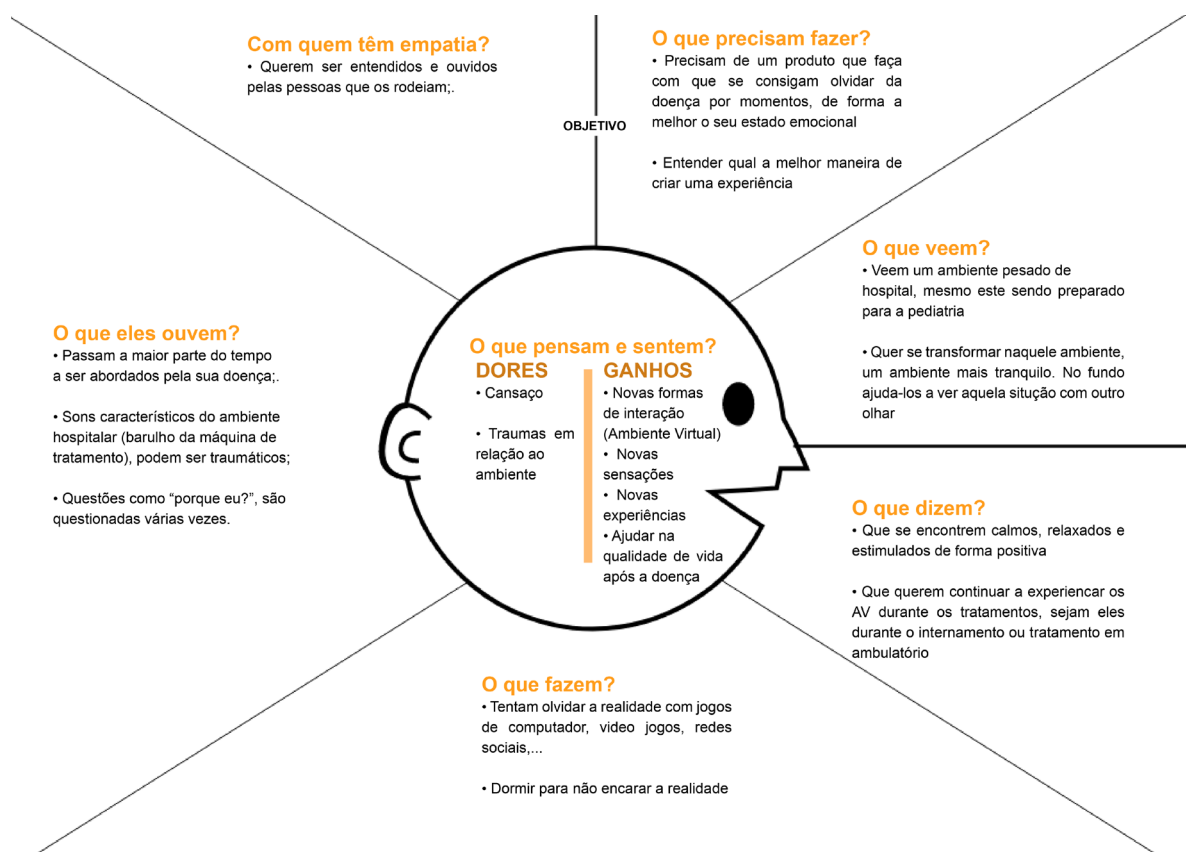 Com quem têm empatia?
• Querem ser entendidos e ouvidos
pelas pessoas que os rodeiam;.
OBJETIVO
O que precisam fazer?
• Precisam de um produto que faça
com que se consigam olvidar da
doença por momentos, de forma a
melhor o seu estado emocional
• Entender qual a melhor maneira de
criar uma experiência
O que veem?
• Veem um ambiente pesado de
hospital, mesmo este sendo preparado
para a pediatria
• Quer se transformar naquele ambiente,
um ambiente mais tranquilo. No fundo
ajuda-los a ver aquela situção com outro
olhar
O que eles ouvem?
• Passam a maior parte do tempo
a ser abordados pela sua doença;.
• Sons característicos do ambiente
hospitalar (barulho da máquina de
tratamento), podem ser traumáticos;
• Questões como “porque eu?”, são
questionadas várias vezes.
O que pensam e sentem?
DORES
• Cansaço
• Traumas em
relação ao
ambiente
GANHOS
• Novas formas
de interação
(Ambiente Virtual)
• Novas
sensações
• Novas
experiências
• Ajudar na
qualidade de vida
após a doença
O que dizem?
• Que se encontrem calmos, relaxados e
estimulados de forma positiva
• Que querem continuar a experiencar os
AV durante os tratamentos, sejam eles
durante o internamento ou tratamento em
ambulatório
O que fazem?
• Tentam olvidar a realidade com jogos
de computador, video jogos, redes
sociais,...
• Dormir para não encarar a realidade